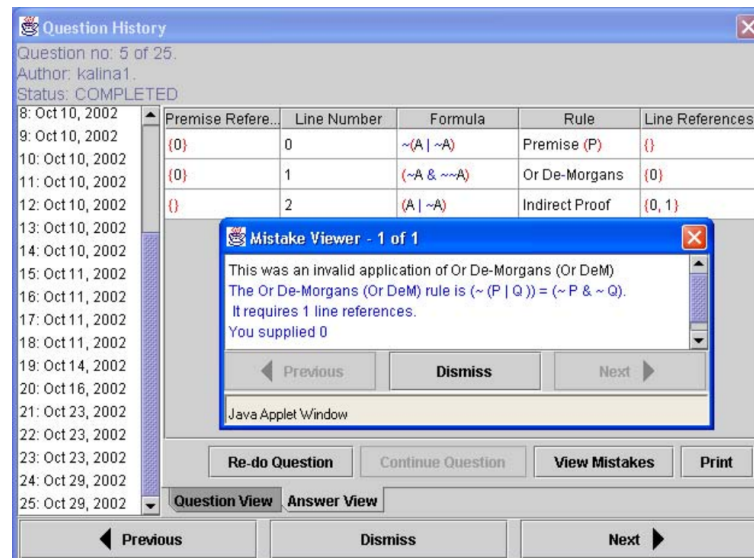 Question History
Question no: 5 of 25.
Author: kalina1.
Status: COMPLETED
8: Oct 10, 2002
9: Oct 10, 2002
10: Oct 10, 2002
11: Oct 10, 2002
12: Oct 10, 2002
13: Oct 10, 2002
14: Oct 10, 2002
15: Oct 11, 2002
16: Oct 11, 2002
17: Oct 11, 2002
18: Oct 11, 2002
19: Oct 14, 2002
20: Oct 16, 2002
21: Oct 23, 2002
22: Oct 23, 2002
23: Oct 23, 2002
24: Oct 29, 2002
25: Oct 29, 2002
Premise Refere... Line Number Formula Rule Line References
{0} 0 ~(A | ~A) Premise (P) {}
{0} 1 (~A & ~~A) Or De-Morgans {0}
{} 2 (A | ~A) Indirect Proof {0, 1}
Mistake Viewer - 1 of 1
This was an invalid application of Or De-Morgans (Or DeM)
The Or De-Morgans (Or DeM) rule is (~ (P | Q )) = (~ P & ~ Q).
It requires 1 line references.
You supplied 0
Previous Dismiss Next
Java Applet Window
Re-do Question Continue Question View Mistakes Print
Question View Answer View
Previous Dismiss Next